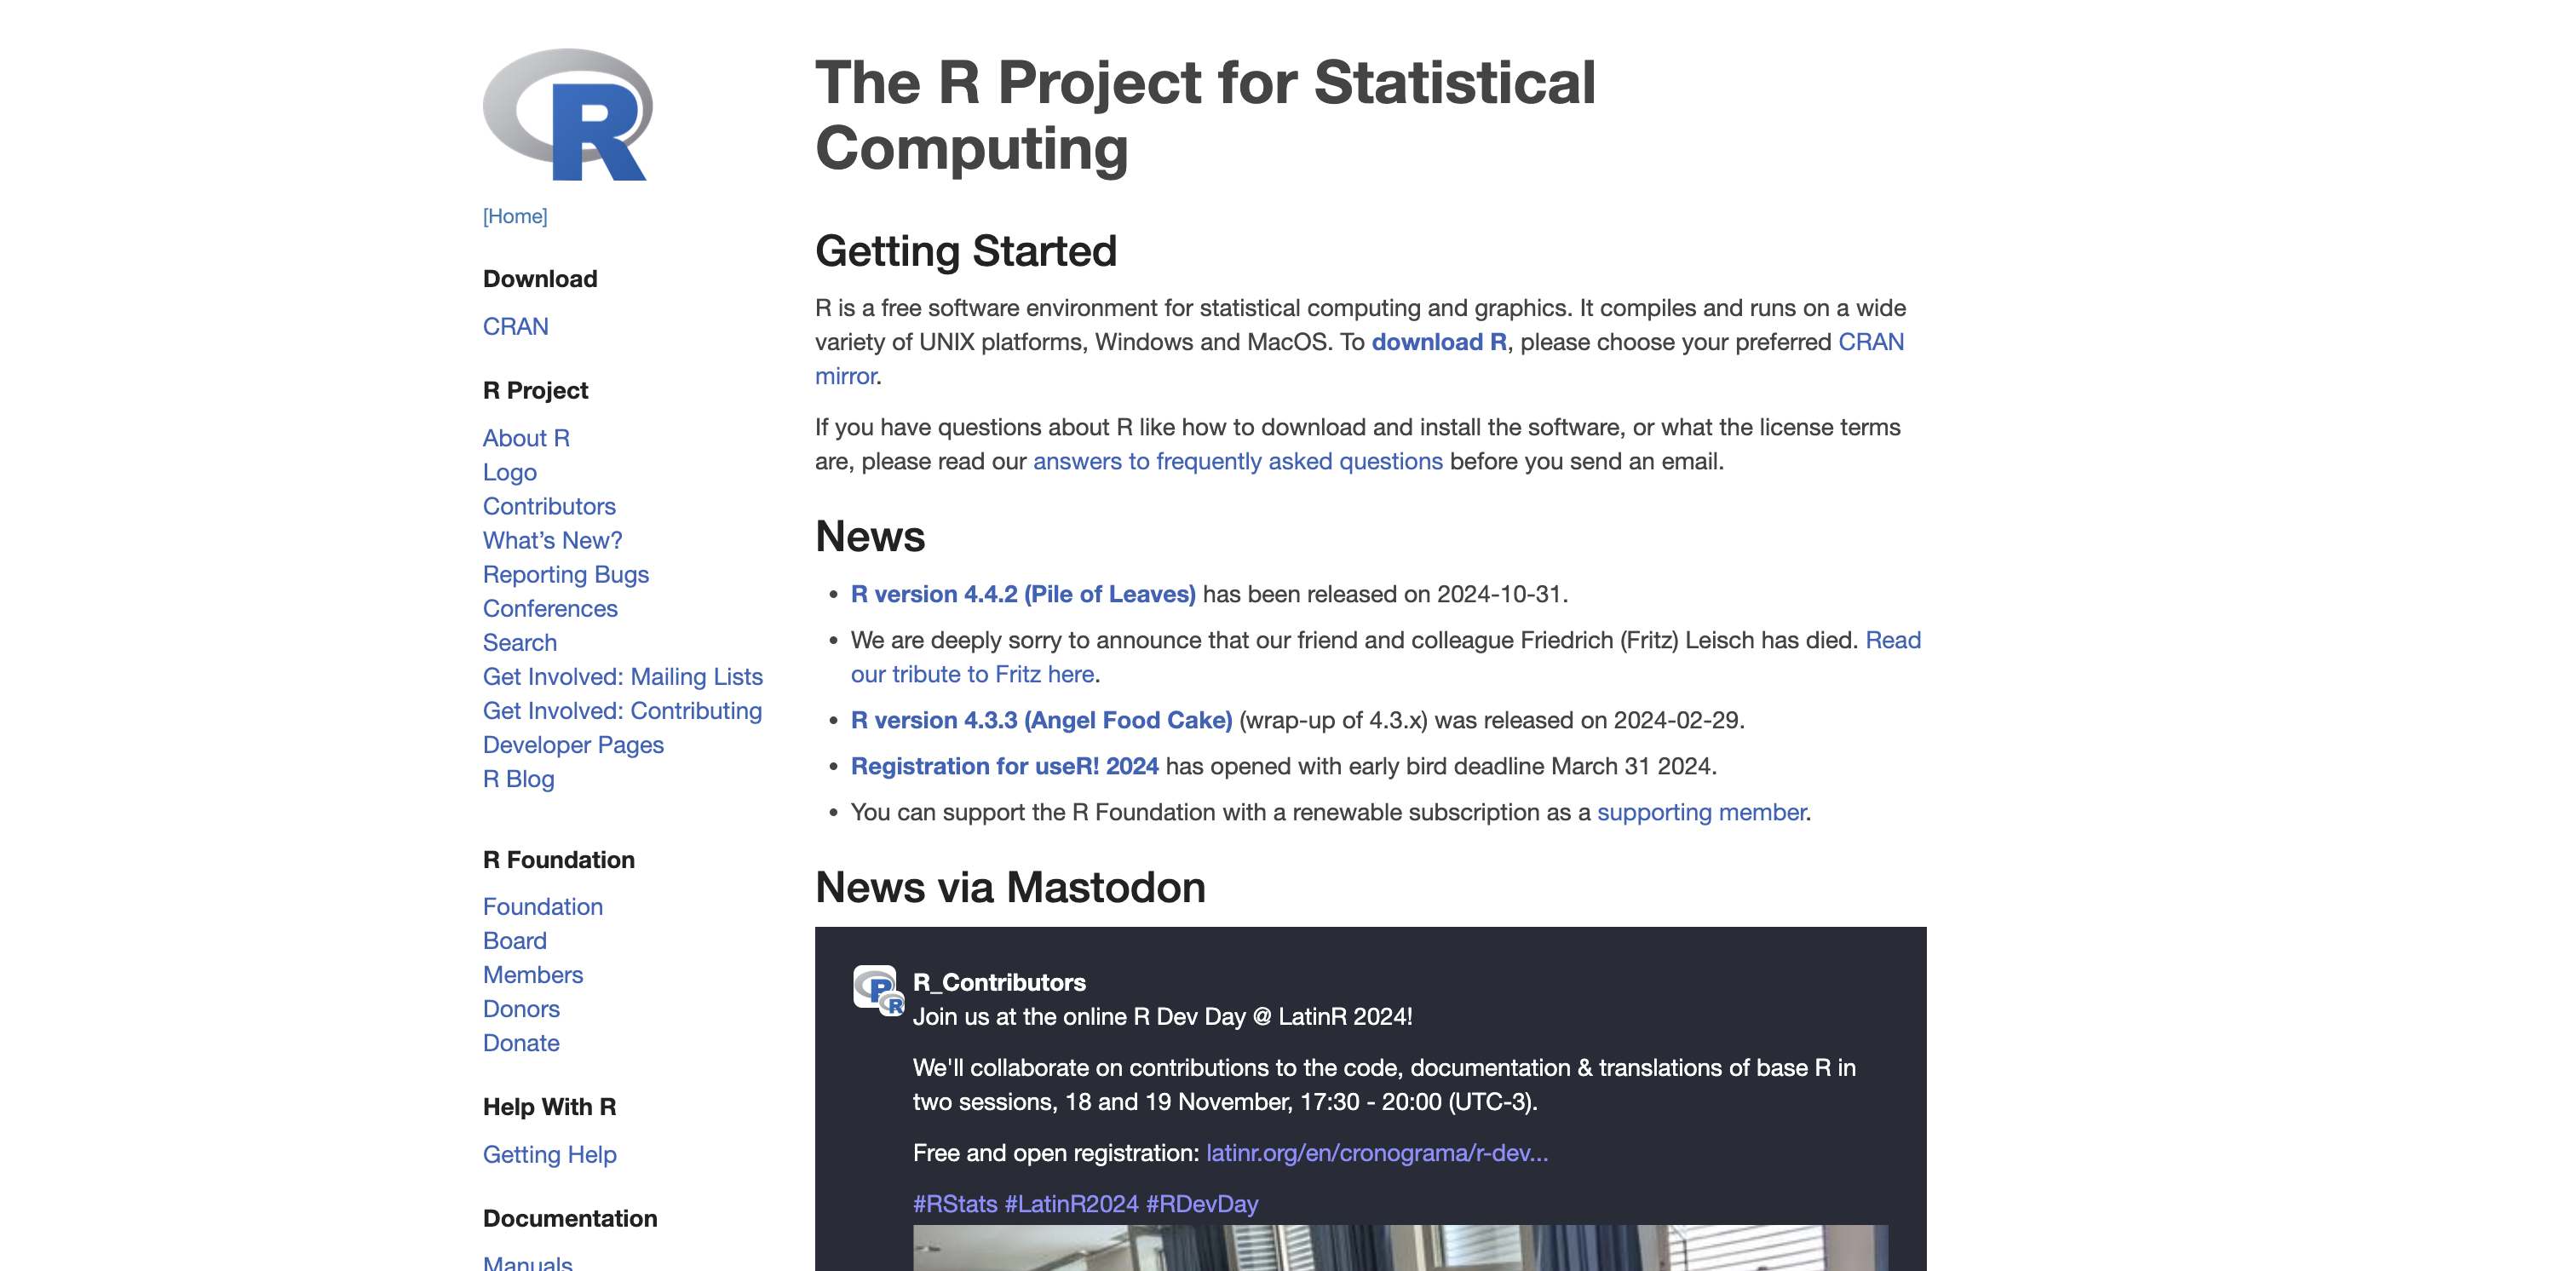 R
[Home]
Download
CRAN
R Project
About R
Logo
Contributors
What’s New?
Reporting Bugs
Conferences
Search
Get Involved: Mailing Lists
Get Involved: Contributing
Developer Pages
R Blog
R Foundation
Foundation
Board
Members
Donors
Donate
Help With R
Getting Help
Documentation
Manuals
The R Project for Statistical
Computing
Getting Started
R is a free software environment for statistical computing and graphics. It compiles and runs on a wide
variety of UNIX platforms, Windows and MacOS. To download R, please choose your preferred CRAN
mirror.
If you have questions about R like how to download and install the software, or what the license terms
are, please read our answers to frequently asked questions before you send an email.
News
• R version 4.4.2 (Pile of Leaves) has been released on 2024-10-31.
• We are deeply sorry to announce that our friend and colleague Friedrich (Fritz) Leisch has died. Read
our tribute to Fritz here.
• R version 4.3.3 (Angel Food Cake) (wrap-up of 4.3.x) was released on 2024-02-29.
• Registration for useR! 2024 has opened with early bird deadline March 31 2024.
• You can support the R Foundation with a renewable subscription as a supporting member.
News via Mastodon
R R
R_Contributors
Join us at the online R Dev Day @ LatinR 2024!
We'll collaborate on contributions to the code, documentation & translations of base R in
two sessions, 18 and 19 November, 17:30 - 20:00 (UTC-3).
Free and open registration: latinr.org/en/cronograma/r-dev...
#RStats #LatinR2024 #RDevDay